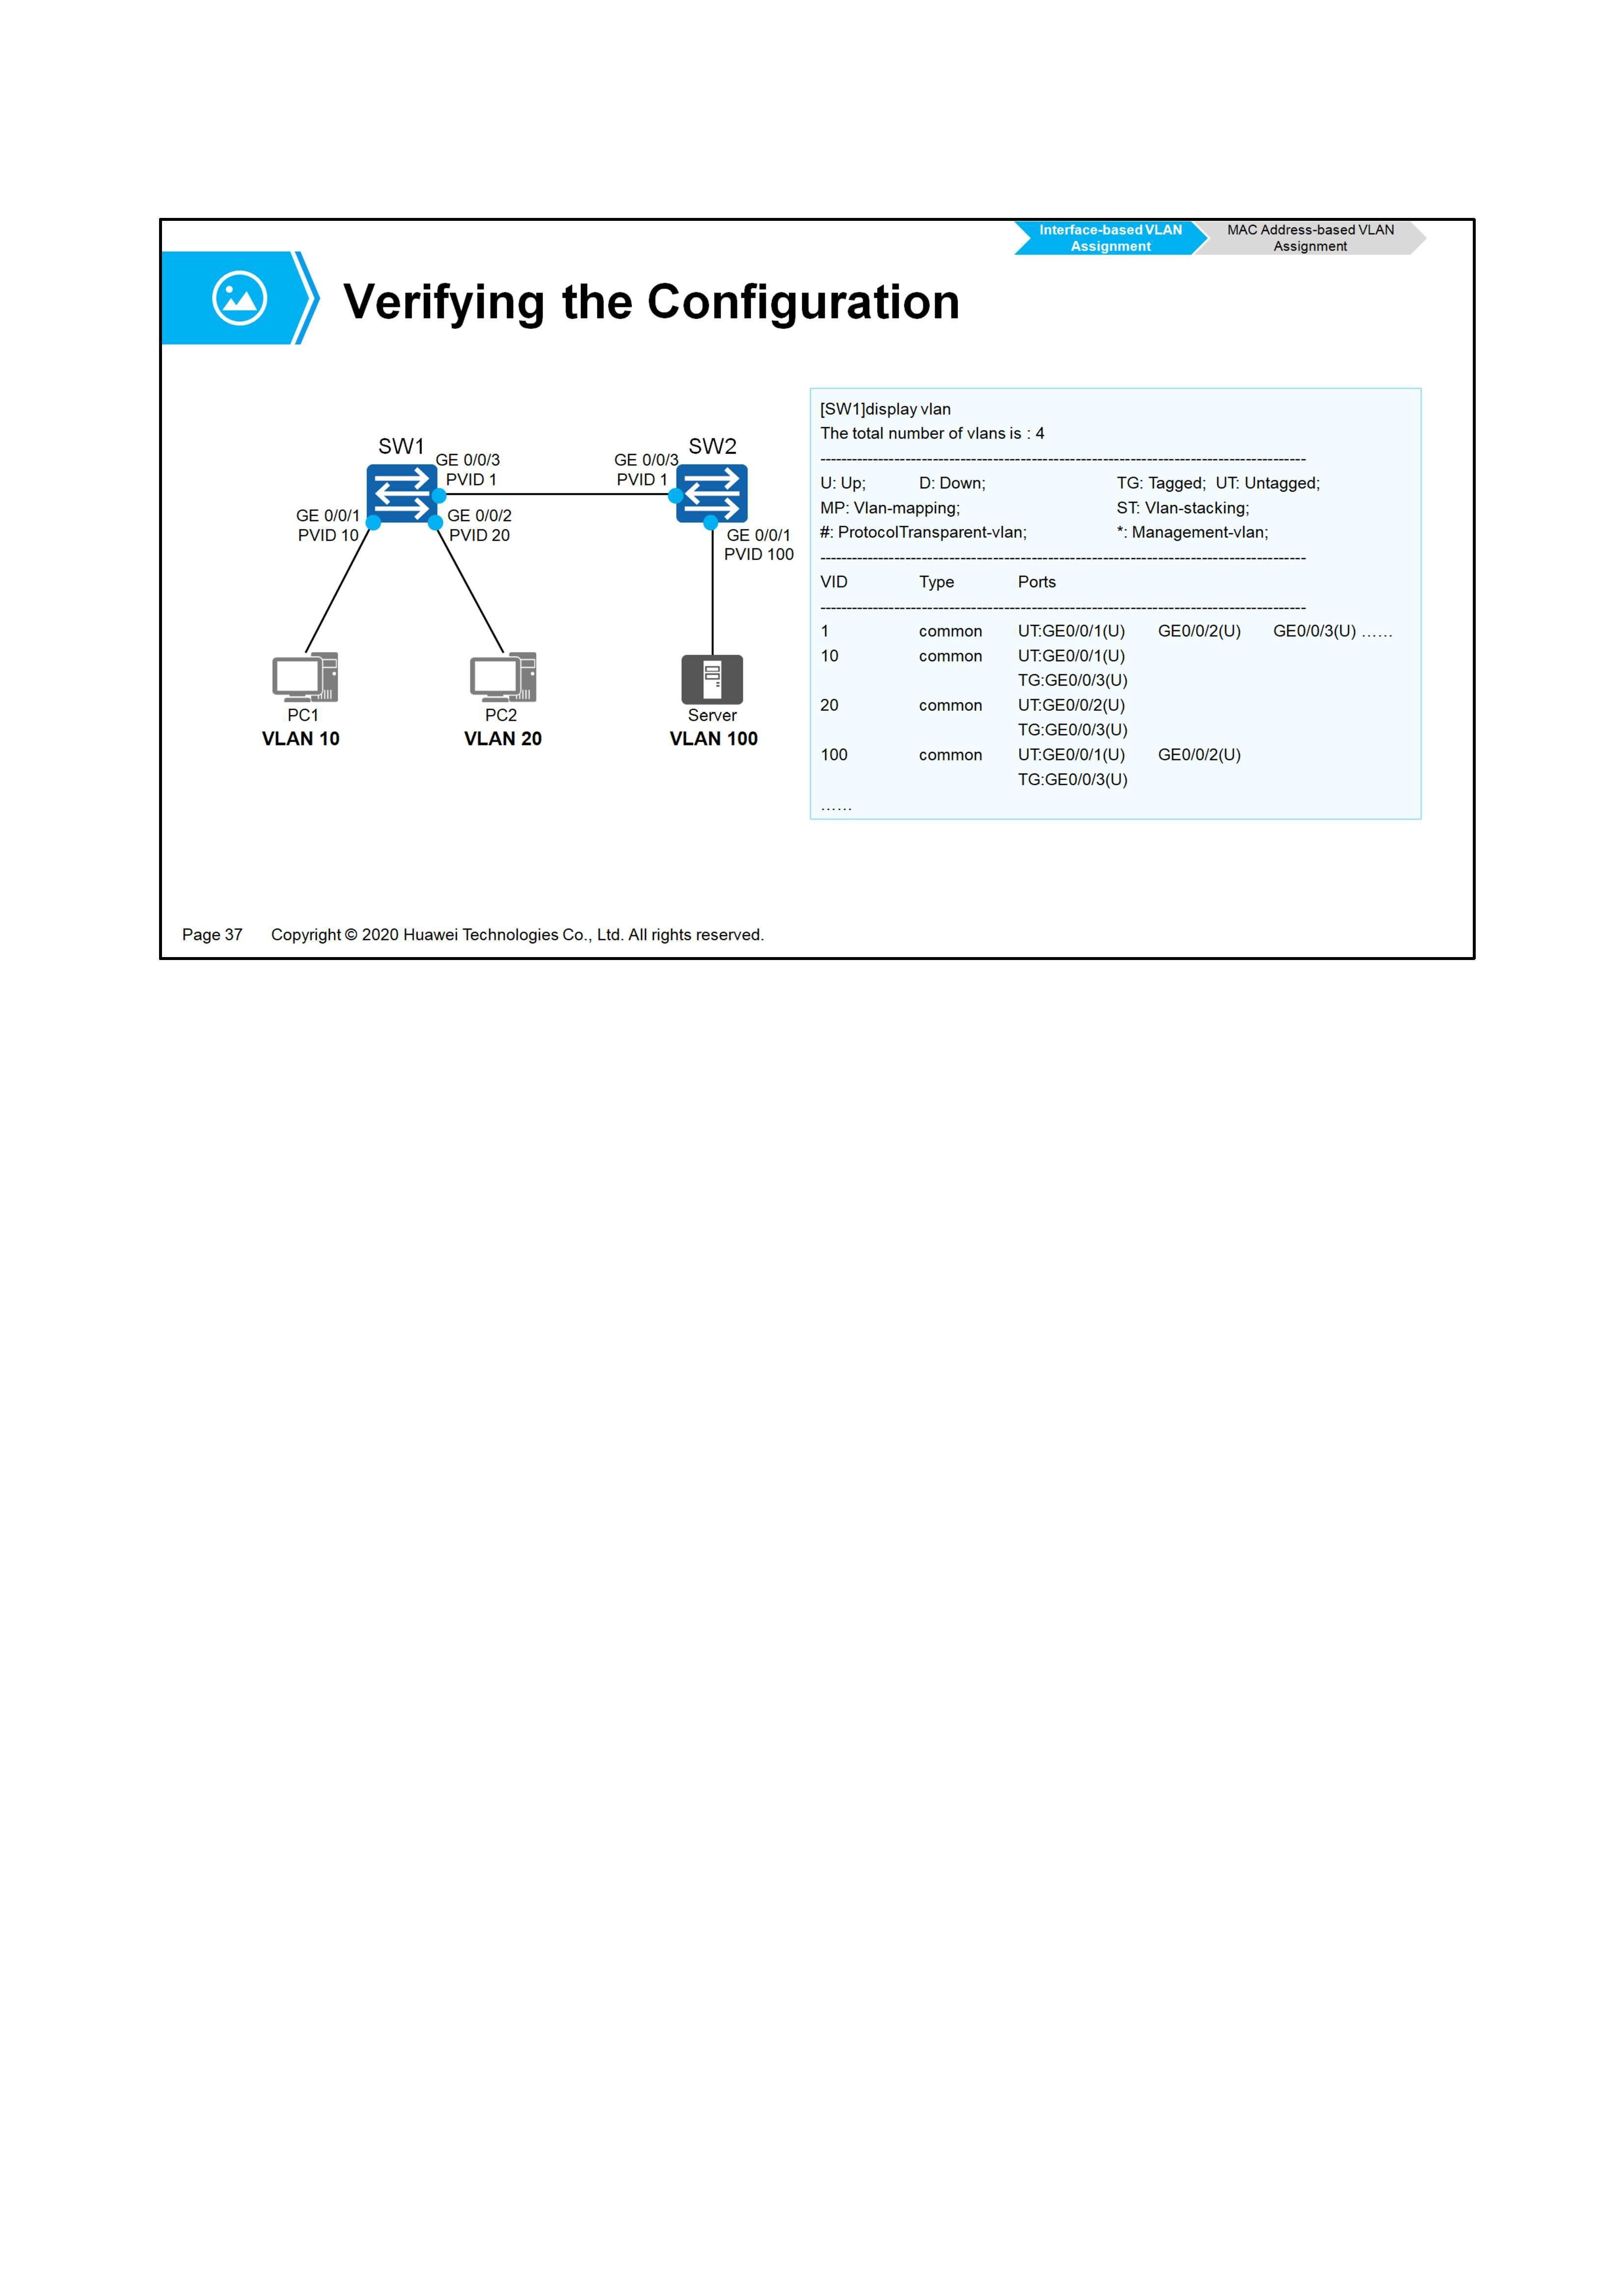 Interface-based VLAN
Assignment
MAC Address-based VLAN
Assignment
Verifying the Configuration
SW1
GE 0/0/3
PVID 1
GE 0/0/3
PVID 1
SW2
GE 0/0/1
PVID 10
GE 0/0/2
PVID 20
GE 0/0/1
PVID 100
PC1
VLAN 10
PC2
VLAN 20
Server
VLAN 100
[SW1]display vlan
The total number of vlans is : 4
--------------------------------------------------------------------------------------------
U: Up; D: Down; TG: Tagged; UT: Untagged;
MP: Vlan-mapping; ST: Vlan-stacking;
#: ProtocolTransparent-vlan; *: Management-vlan;
--------------------------------------------------------------------------------------------
VID Type Ports
--------------------------------------------------------------------------------------------
1 common UT:GE0/0/1(U) GE0/0/2(U) GE0/0/3(U) ……
10 common UT:GE0/0/1(U)
TG:GE0/0/3(U)
20 common UT:GE0/0/2(U)
TG:GE0/0/3(U)
100 common UT:GE0/0/1(U) GE0/0/2(U)
TG:GE0/0/3(U)
……
Page 37 Copyright © 2020 Huawei Technologies Co., Ltd. All rights reserved.